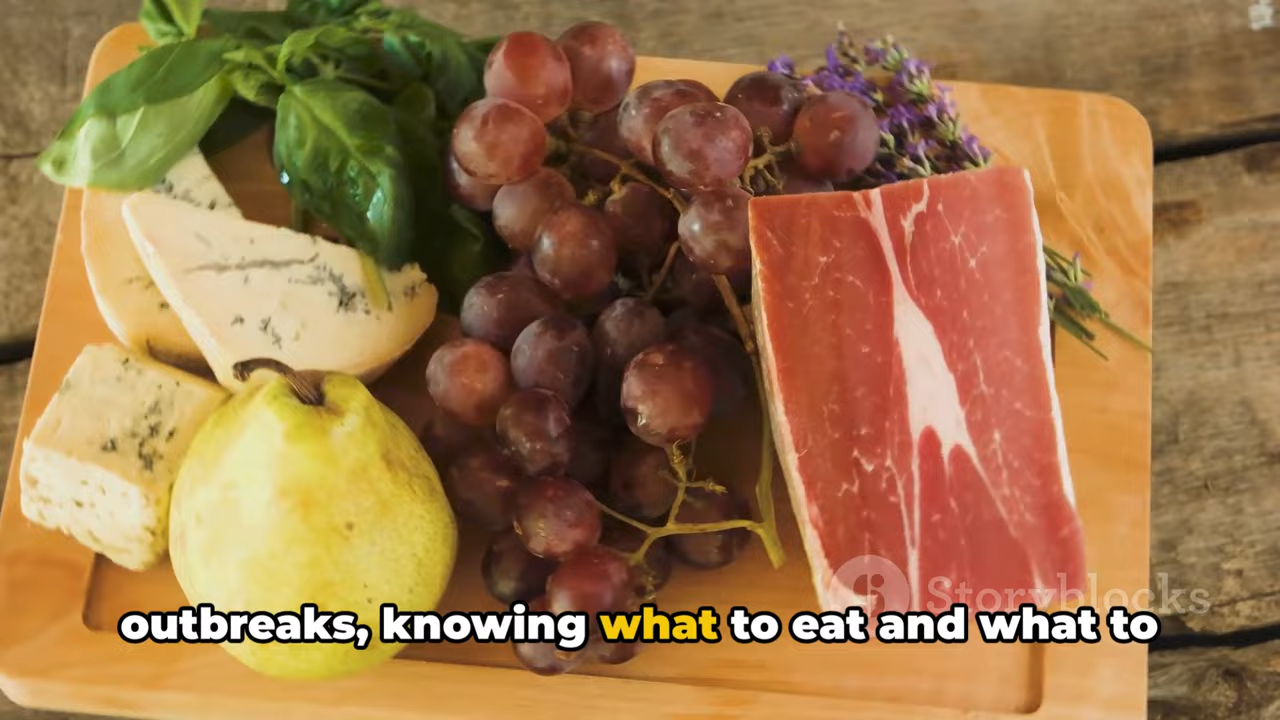 outbreaks, knowing what to eat and what to
Storyblocks